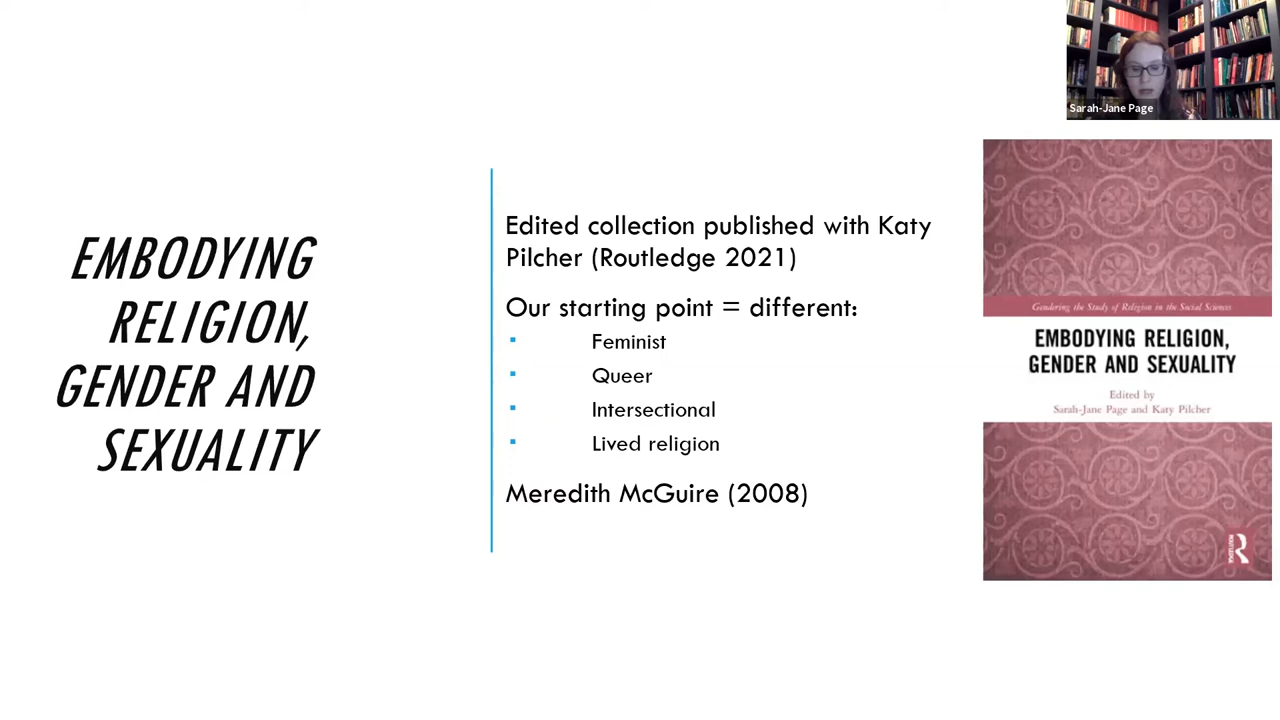 Sarah-Jane Page
EMBODYING
RELIGION,
GENDER AND
SEXUALITY
Edited collection published with Katy
Pilcher (Routledge 2021)
Our starting point = different:
Feminist
Queer
Intersectional
Lived religion
Meredith McGuire (2008)
Gendering the Study of Religion in the Social Sciences
EMBODYING RELIGION,
GENDER AND SEXUALITY
Edited by
Sarah-Jane Page and Katy Pilcher
R
ROUTLEDGE